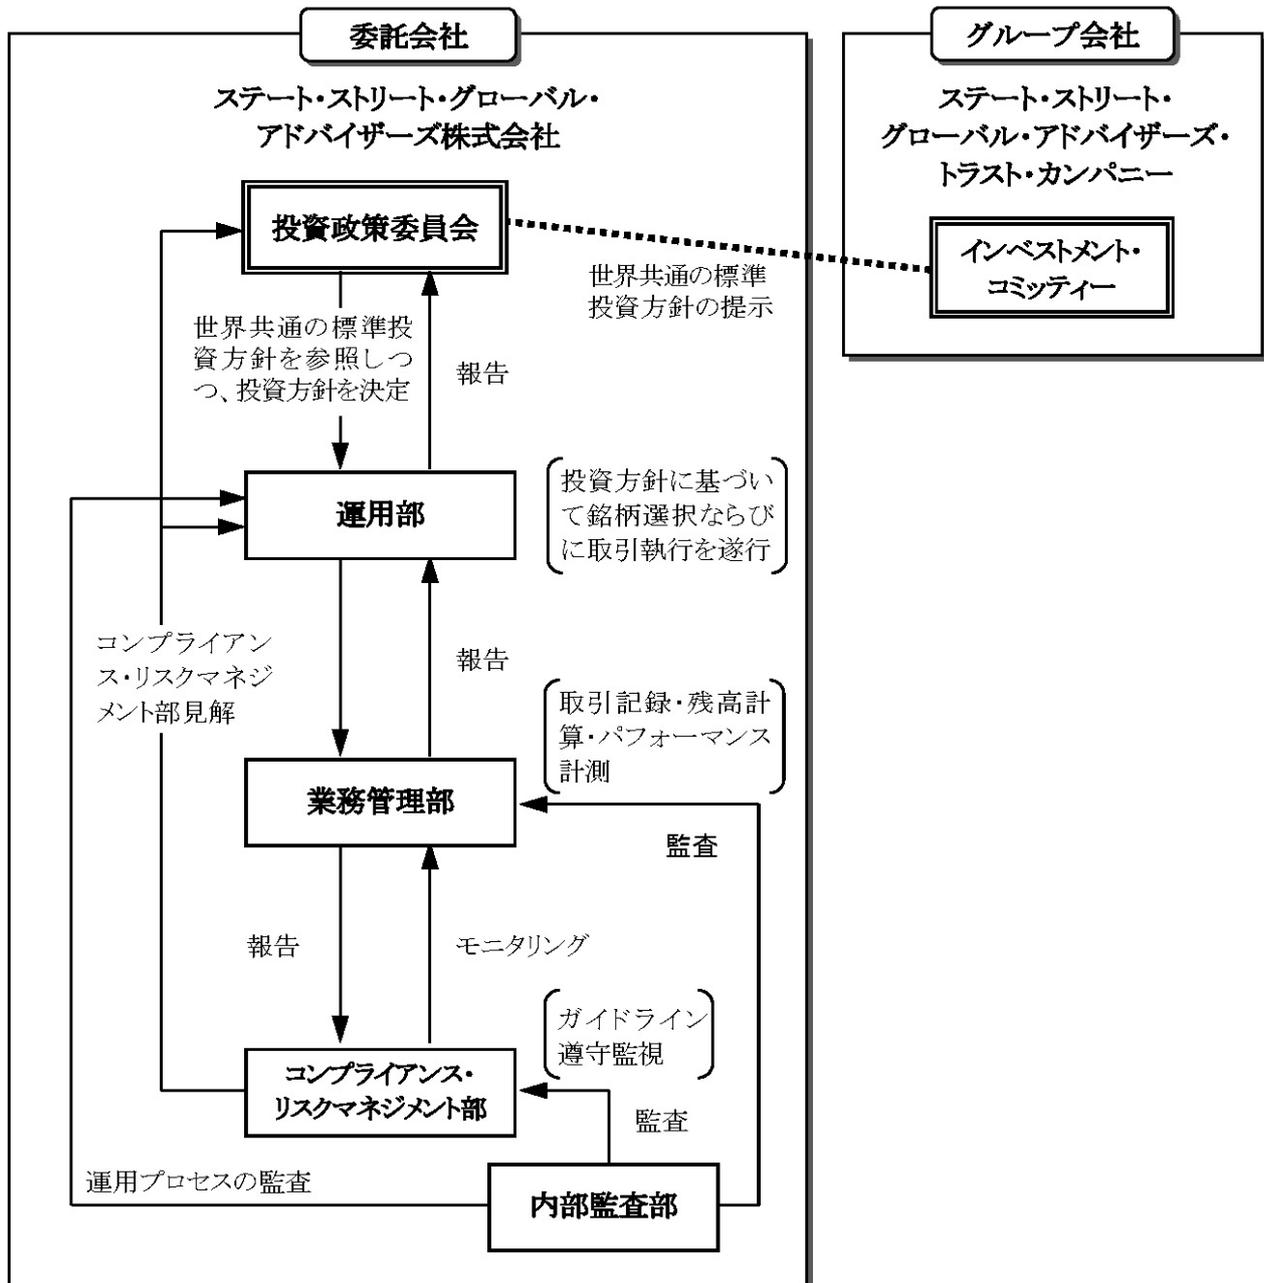 委託会社
ステート・ストリート・グローバル・
アドバイザーズ株式会社
グループ会社
ステート・ストリート・
グローバル・アドバイザーズ・
トラスト・カンパニー
投資政策委員会
インベストメント・
コミッティー
世界共通の標準
投資方針の提示
世界共通の標準投
資方針を参照しつ
つ、投資方針を決定
報告
運用部
投資方針に基づい
て銘柄選択ならび
に取引執行を遂行
コンプライアン
ス・リスクマネジ
メント部見解
報告
取引記録・残高計
算・パフォーマンス
計測
業務管理部
監査
報告
モニタリング
ガイドライン
遵守監視
コンプライアンス・
リスクマネジメント部
監査
運用プロセスの監査
内部監査部